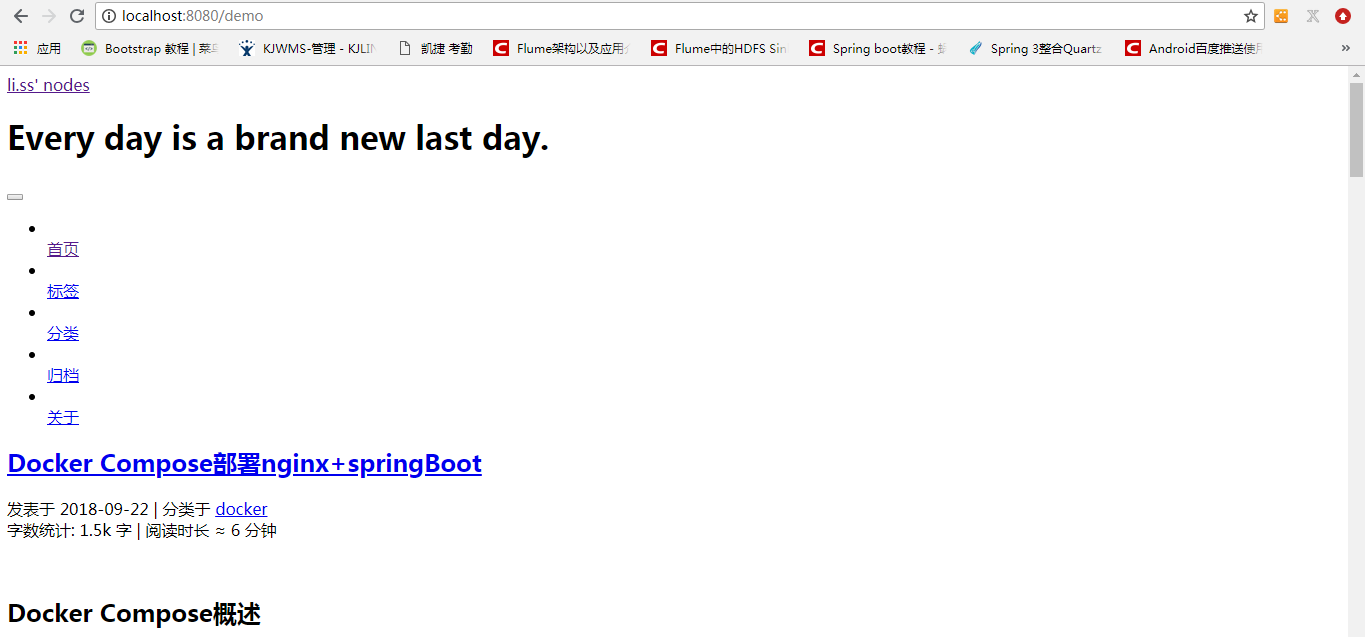 localhost:8080/demo
应用 Bootstrap 教程 | 菜鸟 KJWMS-管理 - KJLIN 凯捷 考勤 Flume架构以及应用 Flume中的HDFS Sin Spring boot教程 - Spring 3整合Quartz Android百度推送使用 »
li.ss' nodes
Every day is a brand new last day.
首页
标签
分类
归档
关于
Docker Compose部署nginx+springBoot
发表于 2018-09-22 | 分类于 docker
字数统计: 1.5k 字 | 阅读时长 ≈ 6 分钟
Docker Compose概述